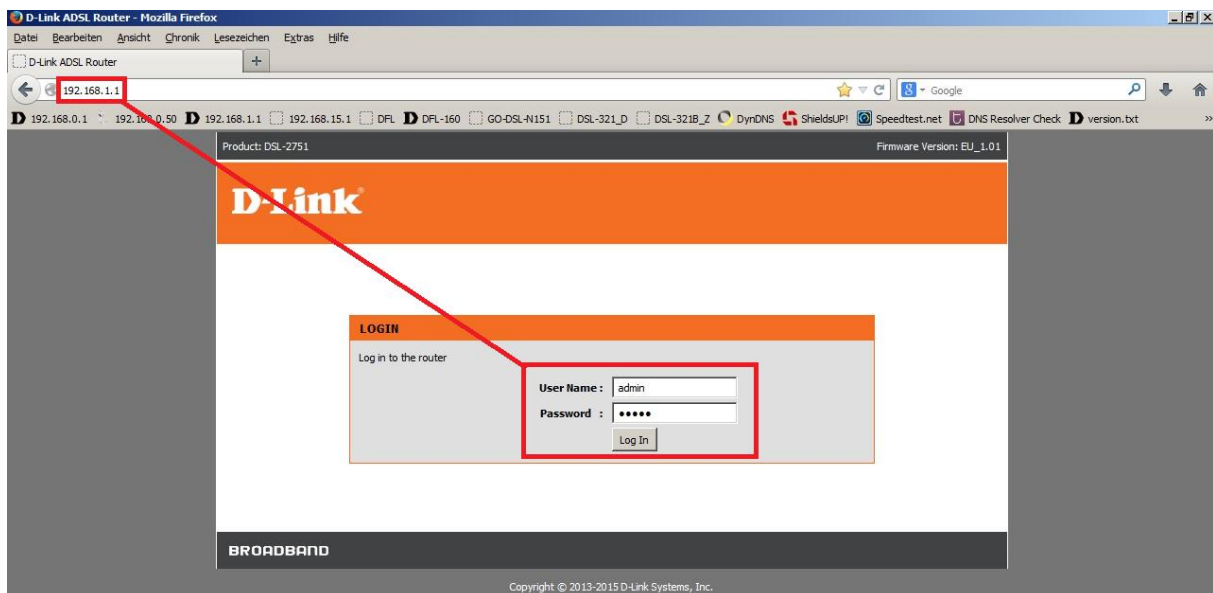 D-Link ADSL Router - Mozilla Firefox
Datei Bearbeiten Ansicht Chronik Lesezeichen Extras Hilfe
D-Link ADSL Router +
192.168.1.1 Google
192.168.0.1 192.168.0.50 192.168.1.1 192.168.15.1 DFL DFL-160 GO-DSL-N151 DSL-321_D DSL-321B_Z DynDNS ShieldsUP! Speedtest.net DNS Resolver Check version.txt »
Product: DSL-2751 Firmware Version: EU_1.01
D-Link
LOGIN
Log in to the router
User Name : admin
Password : •••••
Log In
BROADBAND
Copyright © 2013-2015 D-Link Systems, Inc.